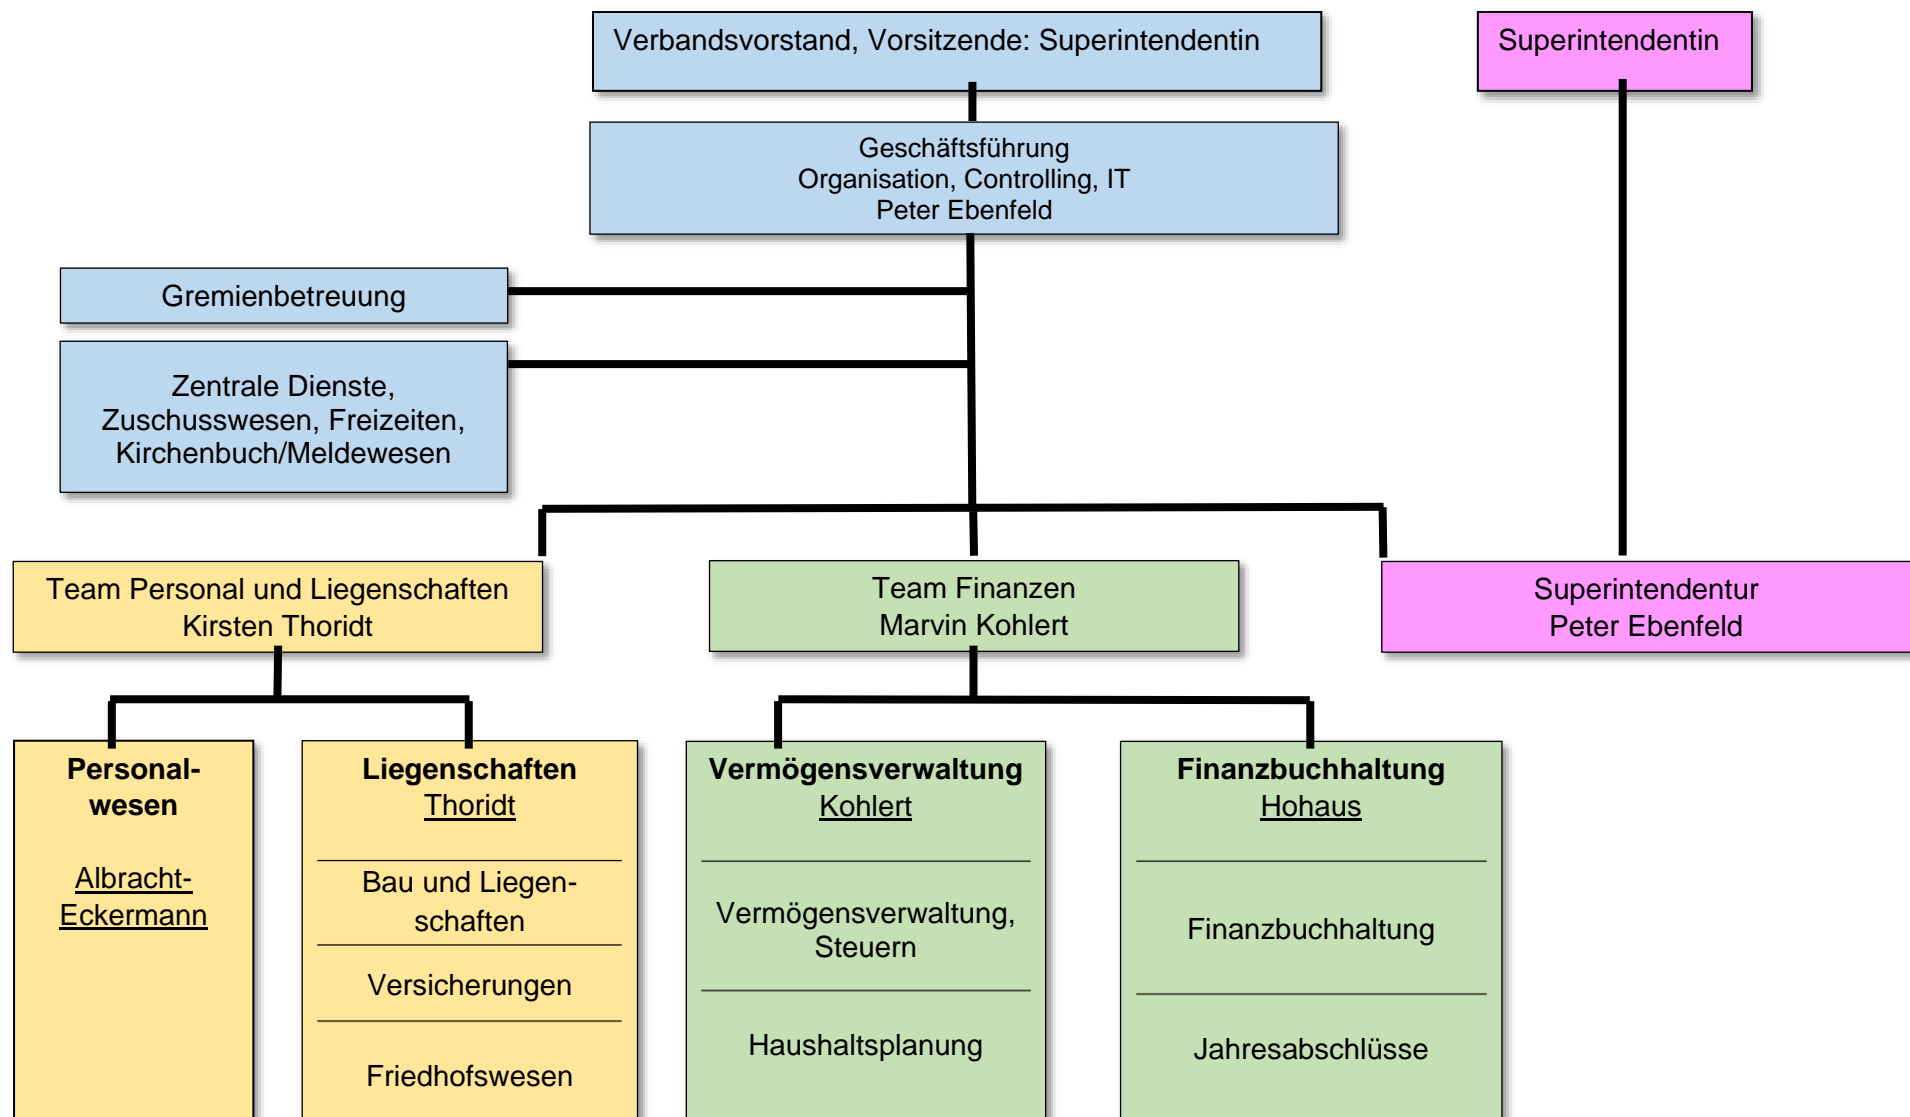 Verbandsvorstand, Vorsitzende: Superintendentin
Superintendentin
Geschäftsführung
Organisation, Controlling, IT
Peter Ebenfeld
Gremienbetreuung
Zentrale Dienste,
Zuschusswesen, Freizeiten,
Kirchenbuch/Meldewesen
Team Personal und Liegenschaften
Kirsten Thoridt
Team Finanzen
Marvin Kohlert
Superintendentur
Peter Ebenfeld
Personal-
wesen
Albracht-
Eckermann
Liegenschaften
Thoridt
Bau und Liegen-
schaften
Versicherungen
Friedhofswesen
Vermögensverwaltung
Kohlert
Vermögensverwaltung,
Steuern
Haushaltsplanung
Finanzbuchhaltung
Hohaus
Finanzbuchhaltung
Jahresabschlüsse